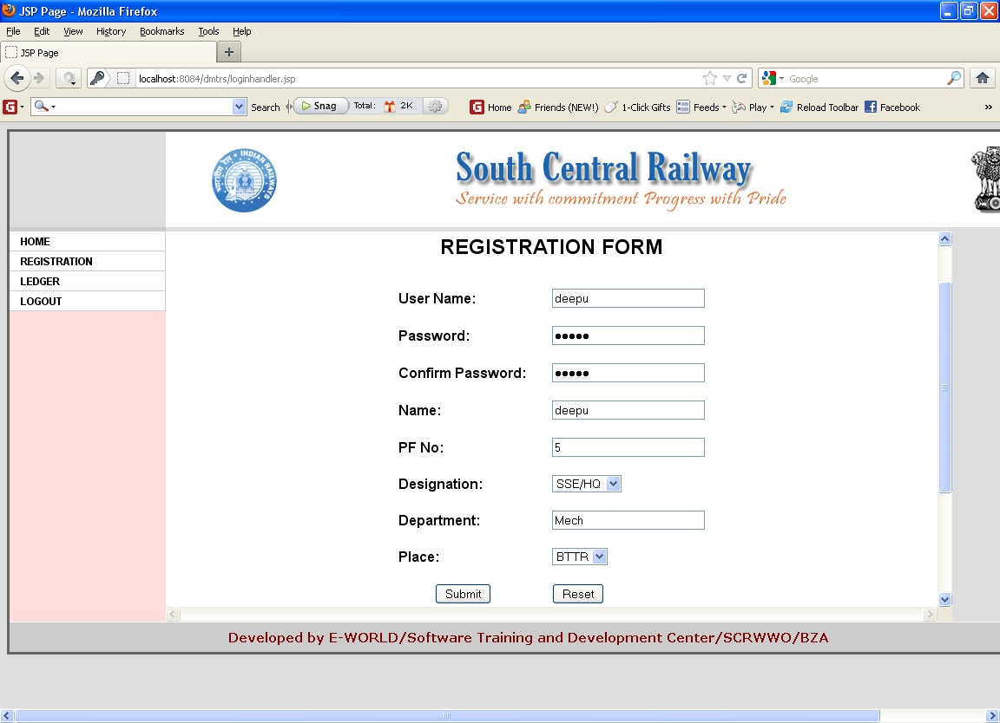 JSP Page - Mozilla Firefox
File Edit View History Bookmarks Tools Help
JSP Page
localhost:8084/dmtrs/loginhandler.jsp
Google
Search Snag Total: 2K Home Friends (NEW!) 1-Click Gifts Feeds Play Reload Toolbar Facebook »
INDIAN RAILWAYS
भारतीय रेल
South Central Railway
Service with commitment Progress with Pride
HOME
REGISTRATION
LEDGER
LOGOUT
REGISTRATION FORM
User Name: deepu
Password: •••••
Confirm Password: •••••
Name: deepu
PF No: 5
Designation: SSE/HQ
Department: Mech
Place: BTTR
Submit Reset
Developed by E-WORLD/Software Training and Development Center/SCRWWO/BZA